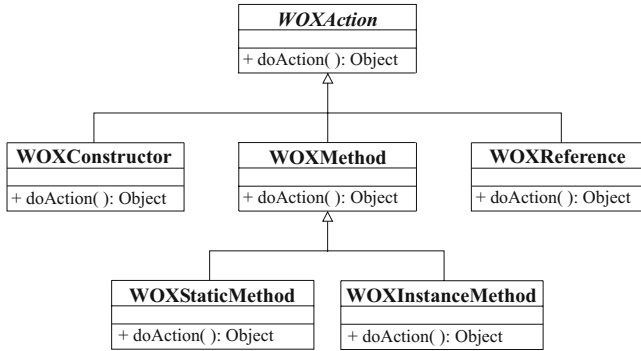 WOXAction
+ doAction( ): Object
WOXConstructor
+ doAction( ): Object
WOXMethod
+ doAction( ): Object
WOXReference
+ doAction( ): Object
WOXStaticMethod
+ doAction( ): Object
WOXInstanceMethod
+ doAction( ): Object